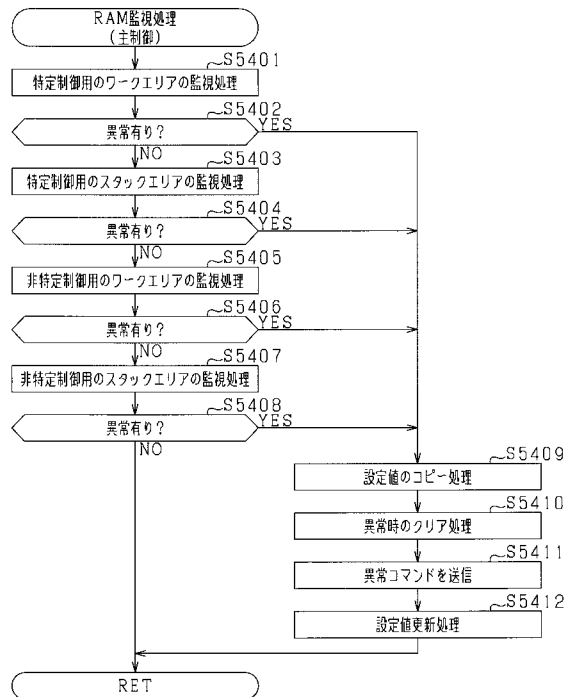 RAM監視処理
(主制御)
S5401
特定制御用のワークエリアの監視処理
S5402
異常有り?
YES
NO
S5403
特定制御用のスタックエリアの監視処理
S5404
異常有り?
YES
NO
S5405
非特定制御用のワークエリアの監視処理
S5406
異常有り?
YES
NO
S5407
非特定制御用のスタックエリアの監視処理
S5408
異常有り?
YES
NO
S5409
設定値のコピー処理
S5410
異常時のクリア処理
S5411
異常コマンドを送信
S5412
設定値更新処理
RET